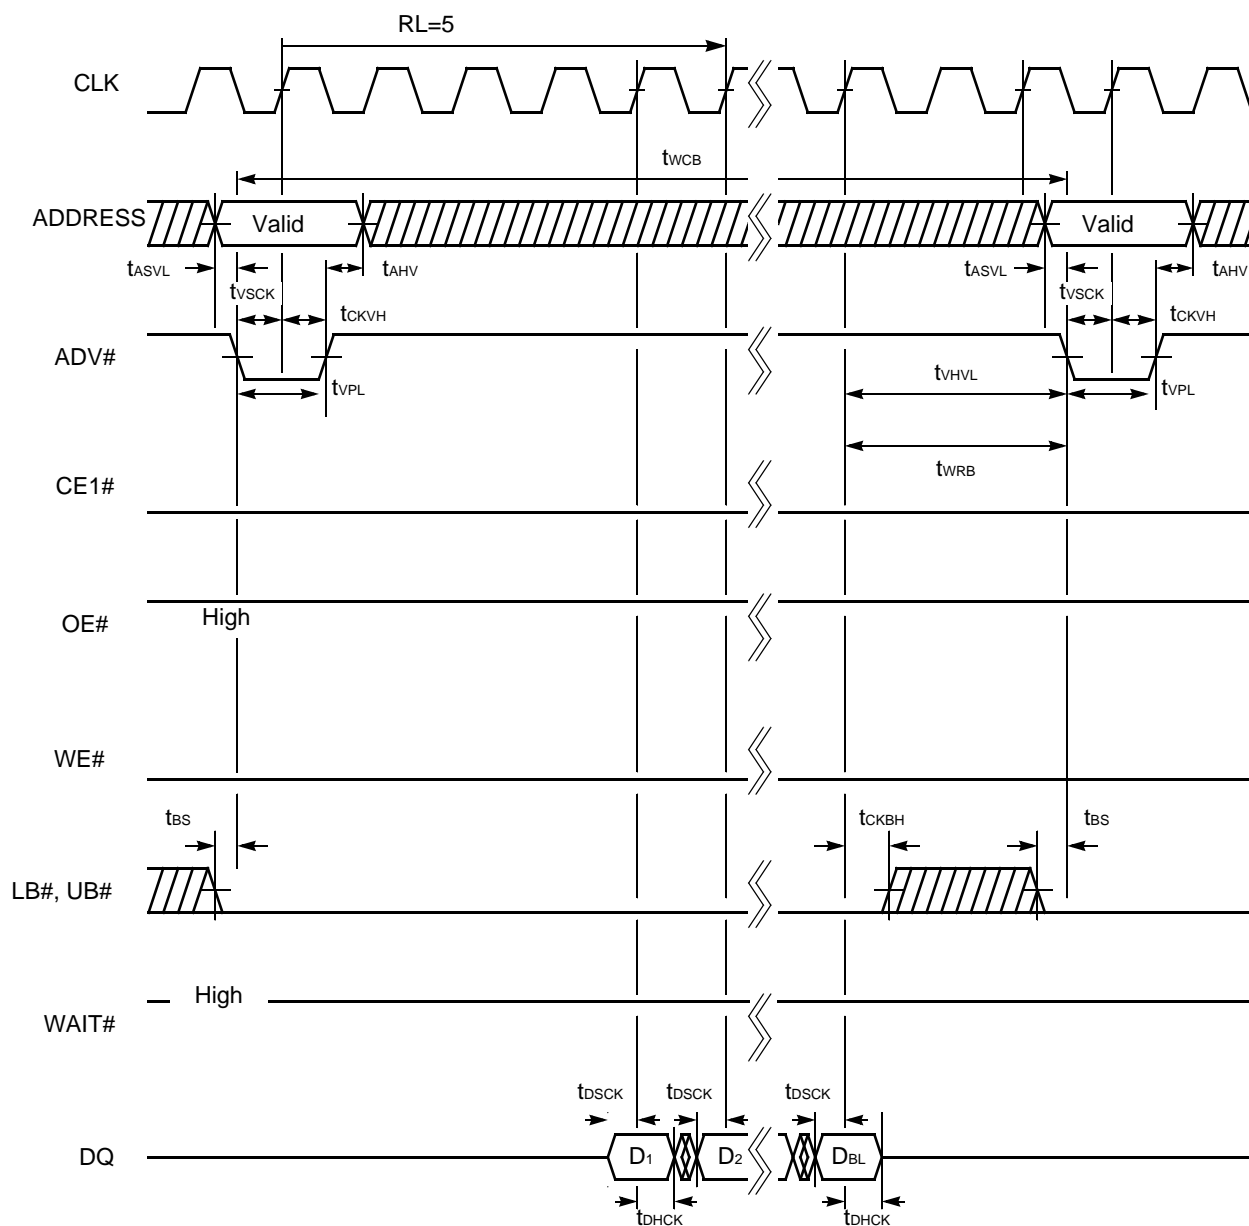 RL=5
CLK
tWCB
ADDRESS Valid Valid
tASVL tAHV tASVL tAHV
tVSCK tVSCK
tCKVH tCKVH
ADV#
tVPL tVHVL tVPL
CE1# tWRB
OE# High
WE#
tBS tCKBH tBS
LB#, UB#
High
WAIT#
tDSCK tDSCK tDSCK
DQ D1 D2 DBL
tDHCK tDHCK